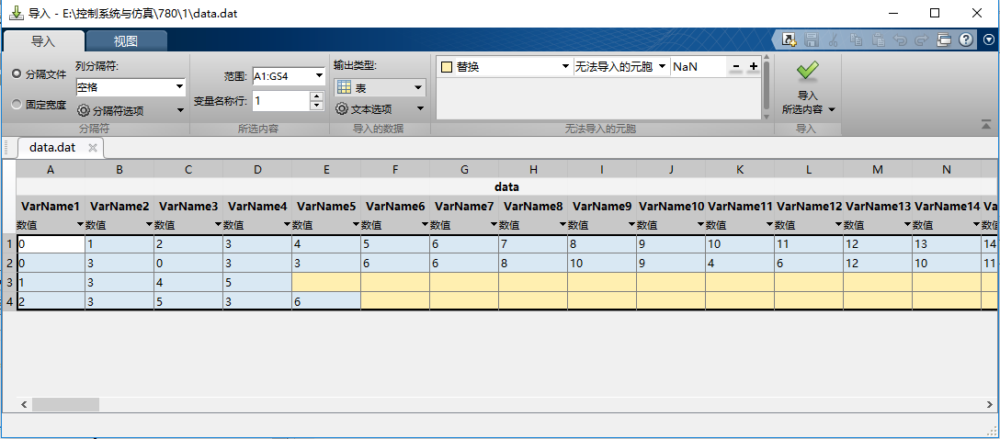 导入 - E:\控制系统与仿真\780\1\data.dat
导入 视图
分隔文件 列分隔符: 空格
固定宽度 分隔符选项
分隔符
范围: A1:GS4
变量名称行: 1
所选内容
输出类型:
表
文本选项
导入的数据
替换 无法导入的元胞 NaN
无法导入的元胞
导入
所选内容
导入
data.dat
A B C D E F G H I J K L M N
data
VarName1 VarName2 VarName3 VarName4 VarName5 VarName6 VarName7 VarName8 VarName9 VarName10 VarName11 VarName12 VarName13 VarName14
数值 数值 数值 数值 数值 数值 数值 数值 数值 数值 数值 数值 数值 数值 数值
1 0 1 2 3 4 5 6 7 8 9 10 11 12 13 14
2 0 3 0 3 3 6 6 8 10 9 4 6 12 10 11
3 1 3 4 5
4 2 3 5 3 6